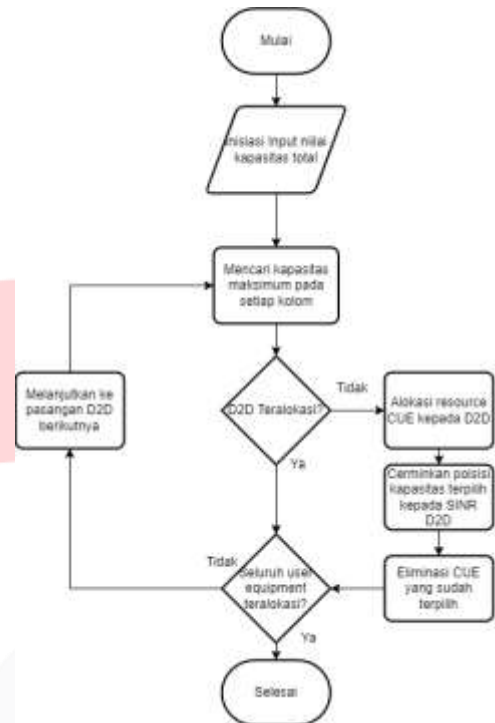 Mulai
Inisiasi Input nilai
kapasitas total
Mencari kapasitas
maksimum pada
setiap kolom
D2D Teralokasi?
Tidak
Ya
Alokasi resource
CUE kepada D2D
Cerminkan poisisi
kapasitas terpilih
kepada SINR
D2D
Eliminasi CUE
yang sudah
terpilih
Melanjutkan ke
pasangan D2D
berikutnya
Tidak
Seluruh user
equipment
teralokasi?
Ya
Selesai